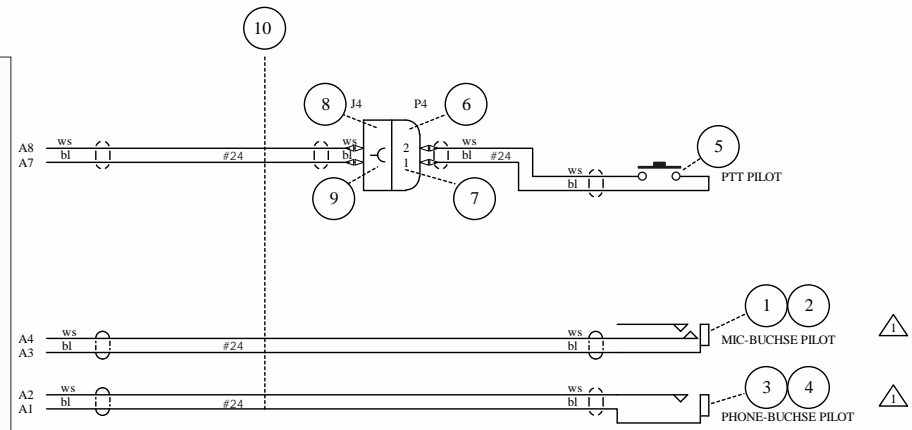 10
8 J4 P4 6
A8 ws ws 2 ws
A7 bl #24 bl 1 bl #24
5
ws
bl
PTT PILOT
9 7
1 2
A4 ws ws
A3 bl #24 bl
MIC-BUCHSE PILOT
1
3 4
A2 ws ws
A1 bl #24 bl
PHONE-BUCHSE PILOT
1